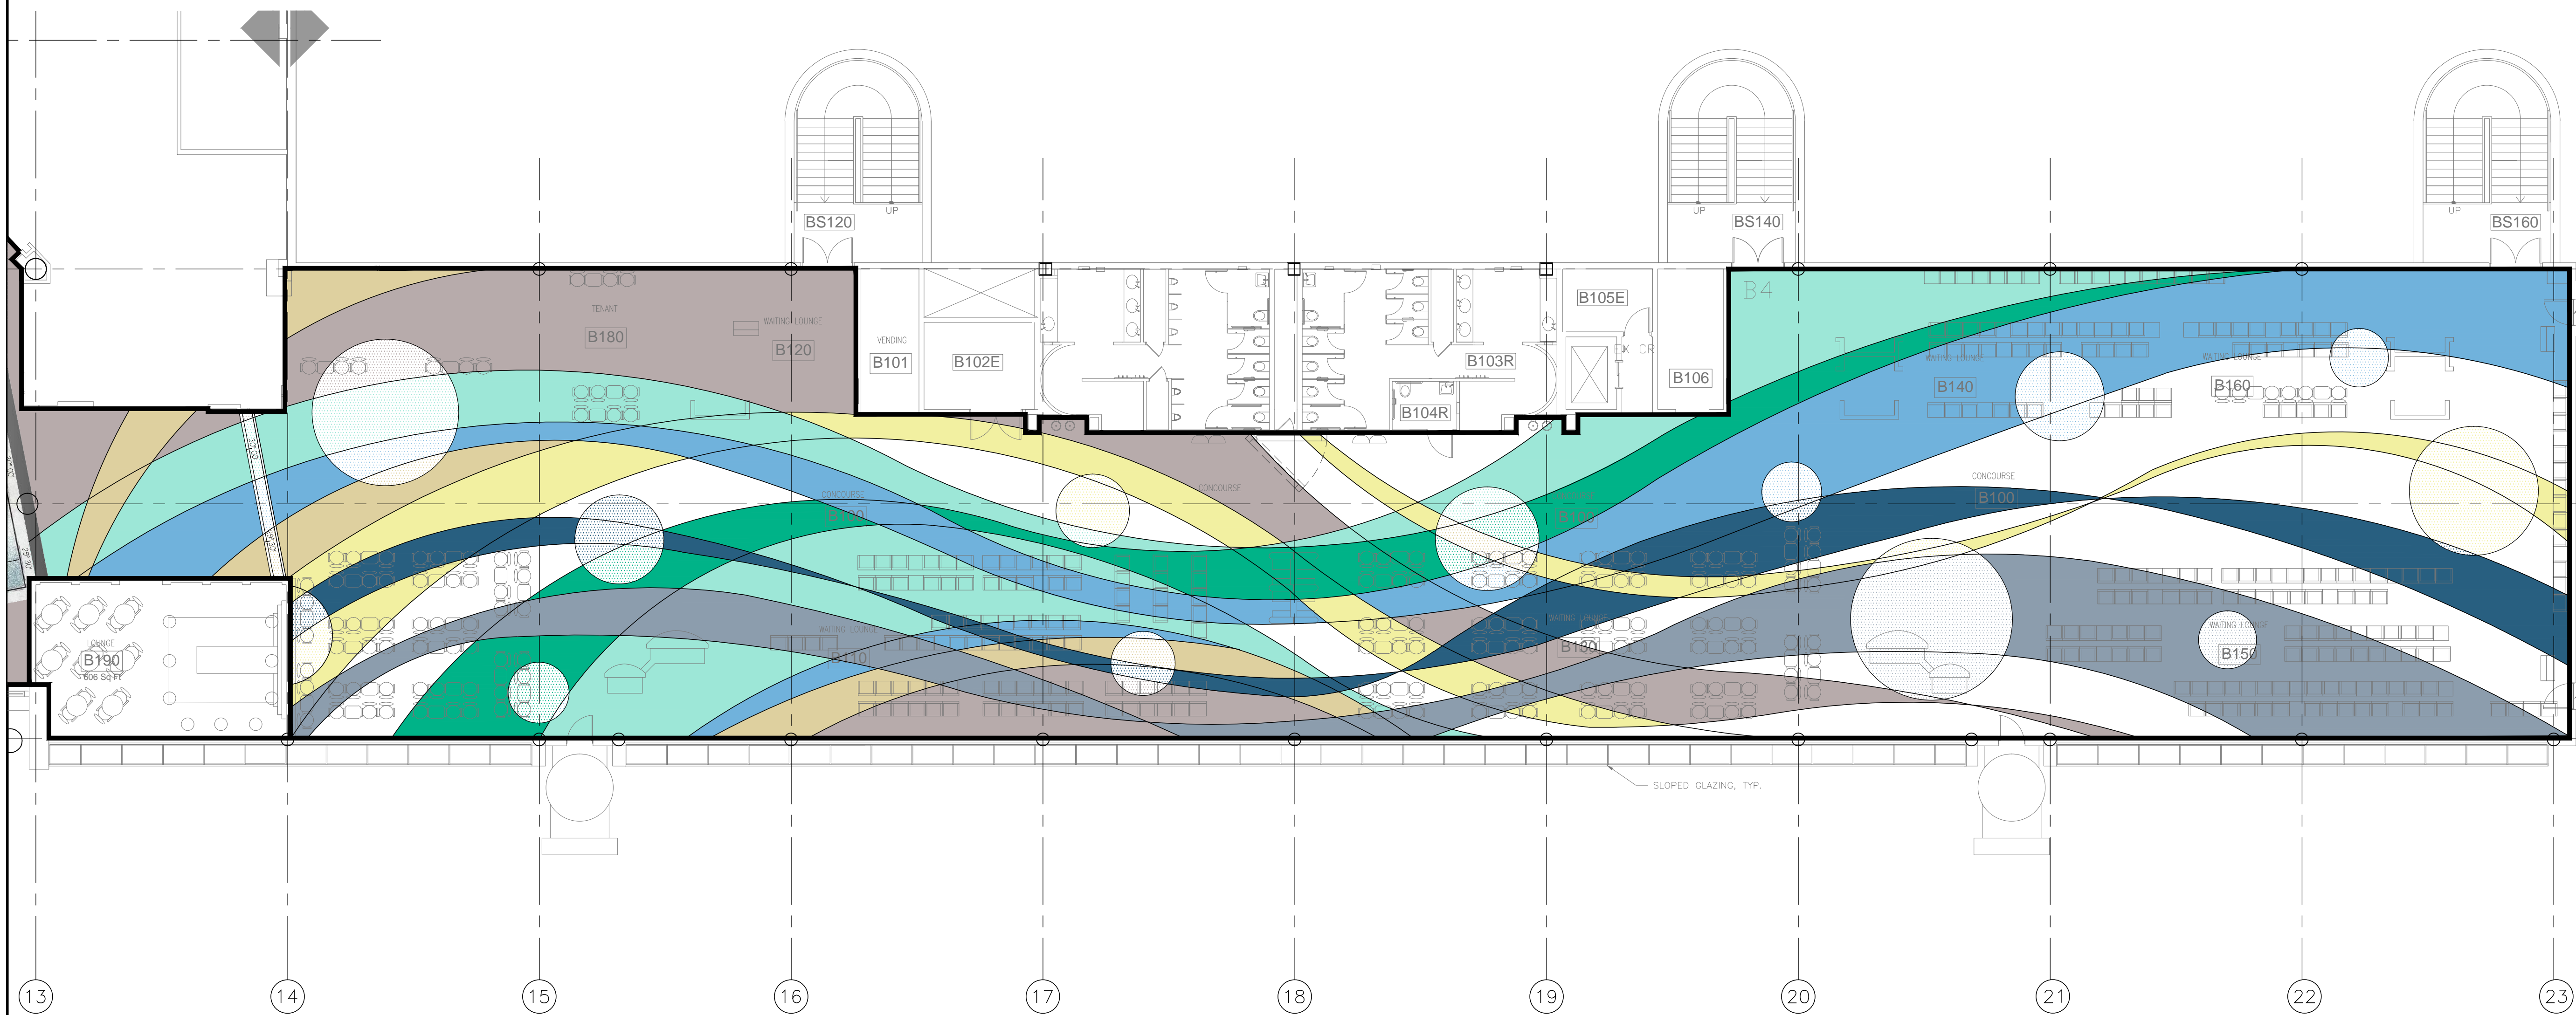 UP
UP
UP
BS120
BS140
BS160
B4
TENANT
B180
WAITING LOUNGE
B120
VENDING
B101
B102E
B103R
B104R
B105E
EX CR
B106
WAITING LOUNGE
B140
WAITING LOUNGE
B160
CONCOURSE
B100
CONCOURSE
B100
CONCOURSE
B100
LOUNGE
B190
606 Sq Ft
WAITING LOUNGE
B110
WAITING LOUNGE
B130
WAITING LOUNGE
B150
SLOPED GLAZING, TYP.
13
14
15
16
17
18
19
20
21
22
23